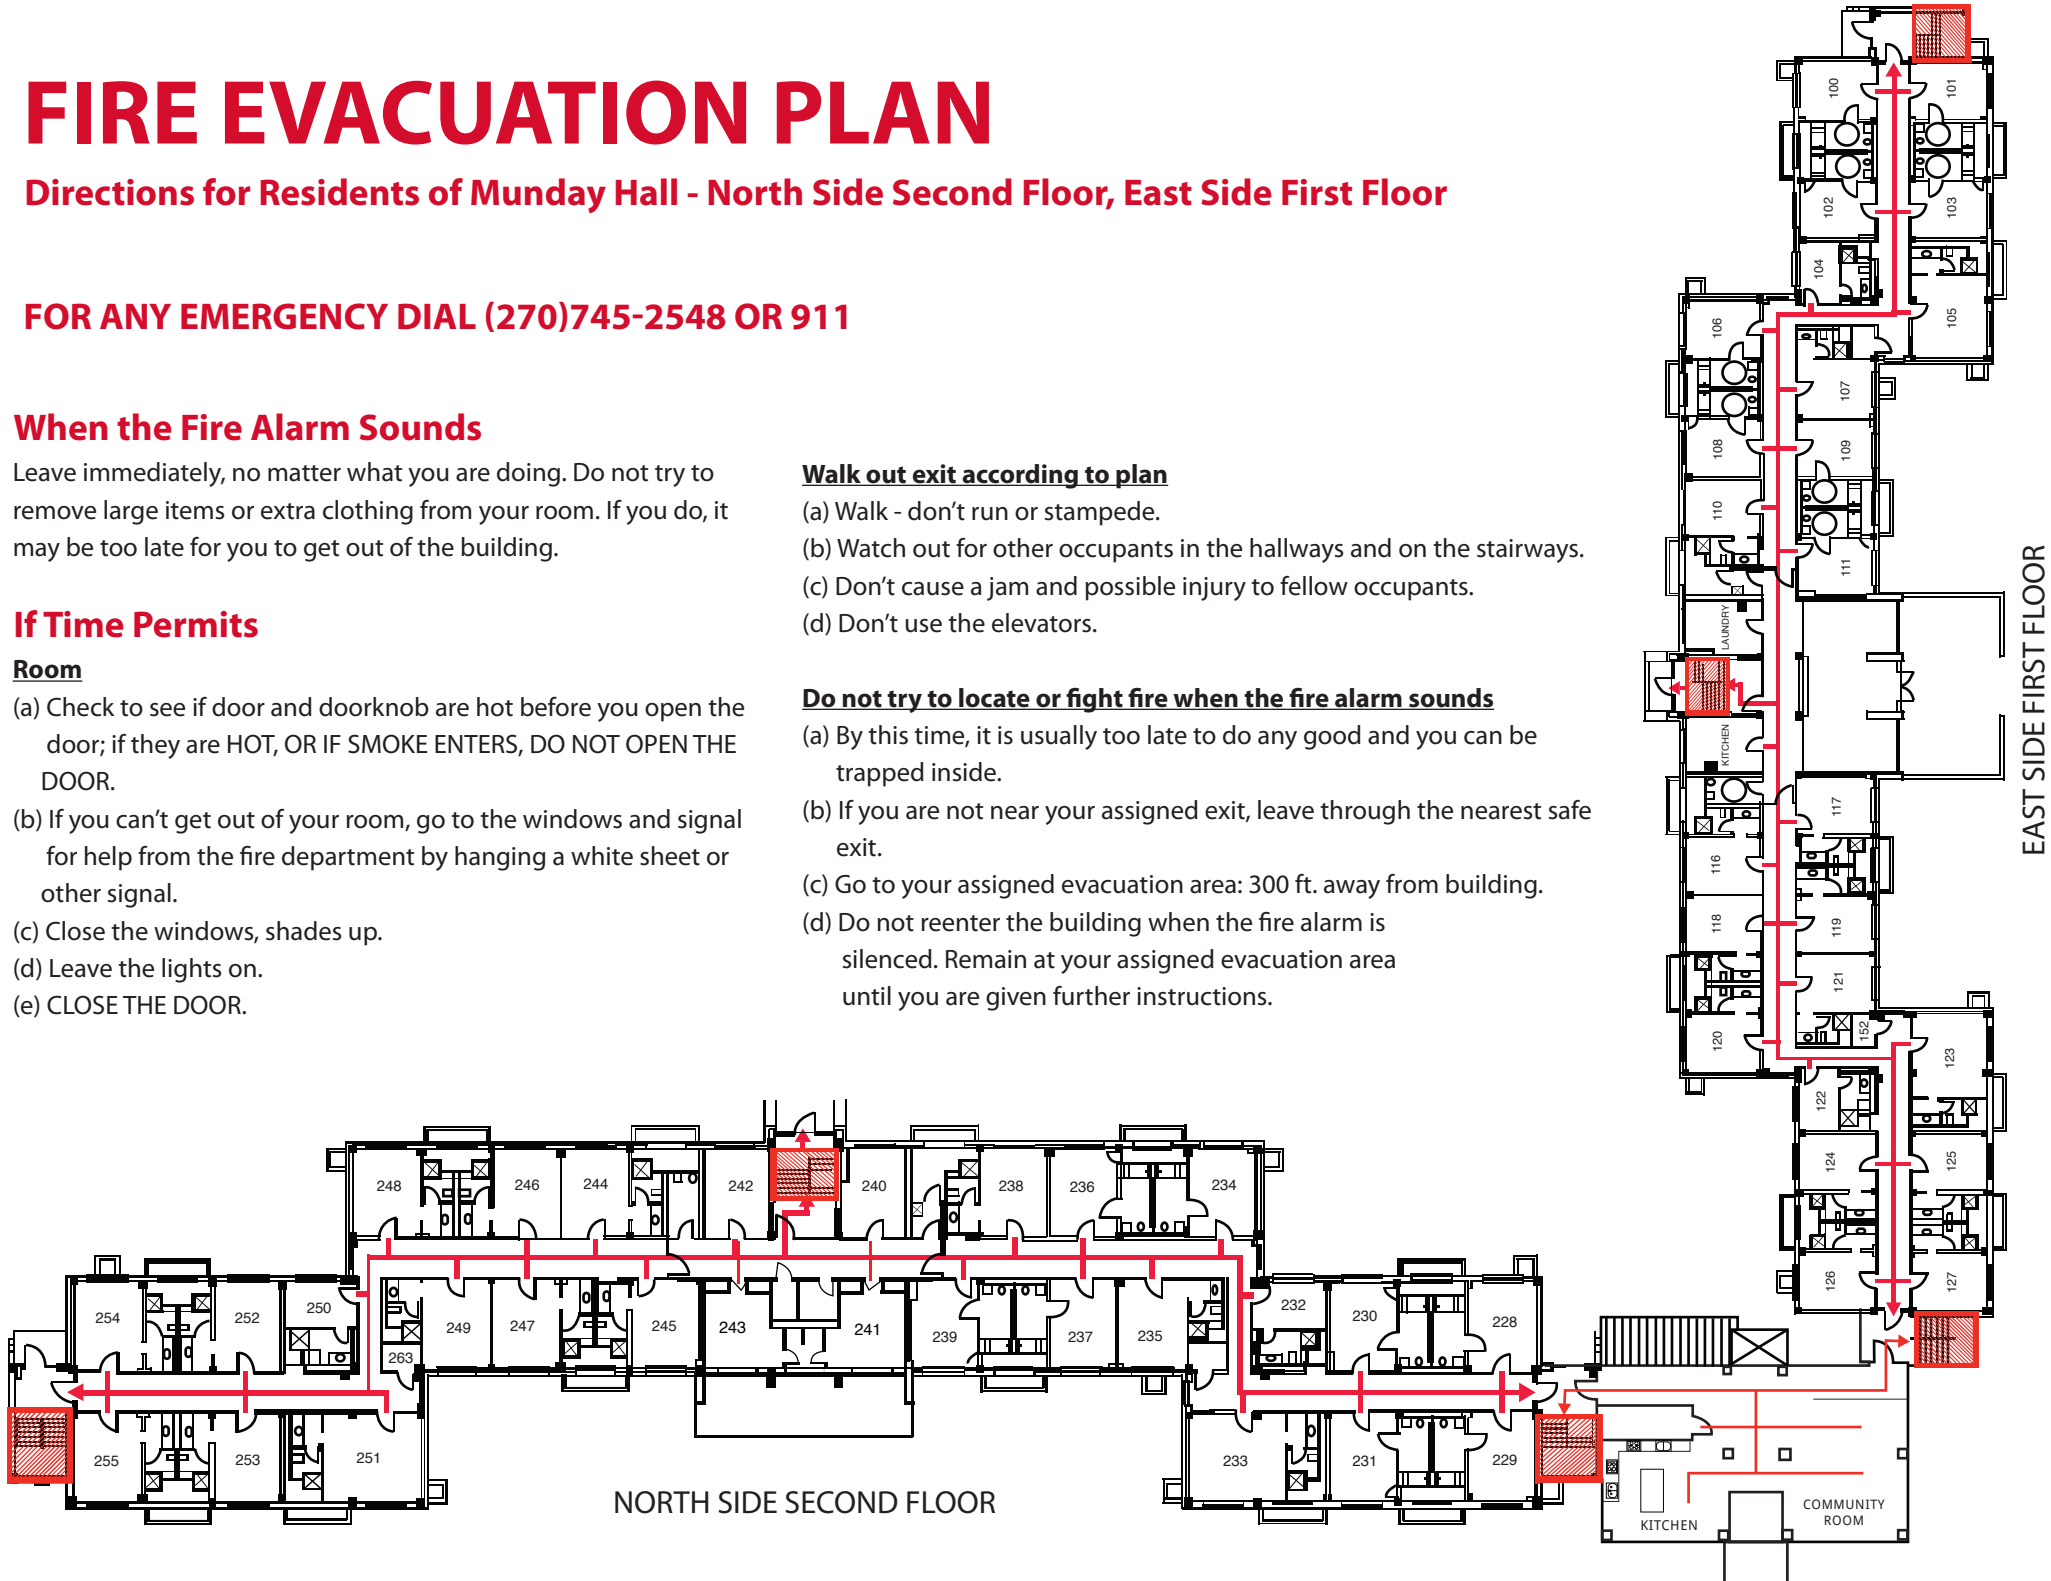 FIRE EVACUATION PLAN
Directions for Residents of Munday Hall - North Side Second Floor, East Side First Floor
FOR ANY EMERGENCY DIAL (270)745-2548 OR 911
When the Fire Alarm Sounds
Leave immediately, no matter what you are doing. Do not try to
remove large items or extra clothing from your room. If you do, it
may be too late for you to get out of the building.
If Time Permits
Room
(a) Check to see if door and doorknob are hot before you open the
door; if they are HOT, OR IF SMOKE ENTERS, DO NOT OPEN THE
DOOR.
(b) If you can’t get out of your room, go to the windows and signal
for help from the fire department by hanging a white sheet or
other signal.
(c) Close the windows, shades up.
(d) Leave the lights on.
(e) CLOSE THE DOOR.
Walk out exit according to plan
(a) Walk - don’t run or stampede.
(b) Watch out for other occupants in the hallways and on the stairways.
(c) Don’t cause a jam and possible injury to fellow occupants.
(d) Don’t use the elevators.
Do not try to locate or fight fire when the fire alarm sounds
(a) By this time, it is usually too late to do any good and you can be
trapped inside.
(b) If you are not near your assigned exit, leave through the nearest safe
exit.
(c) Go to your assigned evacuation area: 300 ft. away from building.
(d) Do not reenter the building when the fire alarm is
silenced. Remain at your assigned evacuation area
until you are given further instructions.
100
101
102
103
104
105
106
107
108
109
110
111
LAUNDRY
KITCHEN
117
116
118
119
121
120
152
123
122
124
125
126
127
EAST SIDE FIRST FLOOR
248
246
244
242
240
238
236
234
254
252
250
249
247
245
243
241
239
237
235
232
230
228
263
255
253
251
233
231
229
NORTH SIDE SECOND FLOOR
KITCHEN
COMMUNITY
ROOM